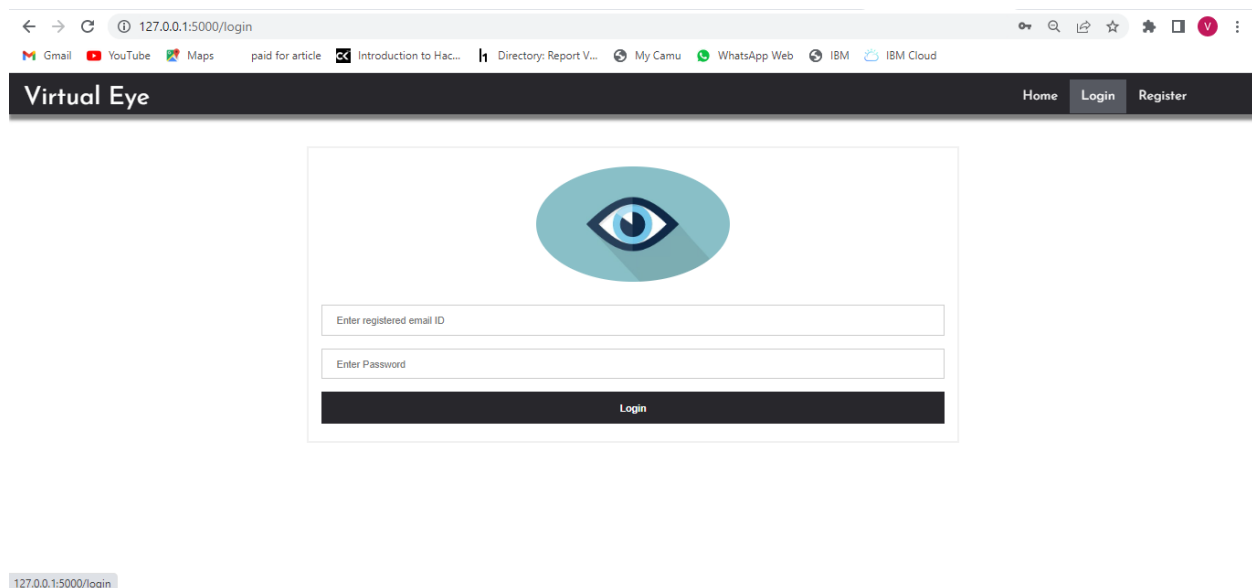 127.0.0.1:5000/login
Gmail YouTube Maps paid for article Introduction to Hac... Directory: Report V... My Camu WhatsApp Web IBM IBM Cloud
Virtual Eye Home Login Register
Enter registered email ID
Enter Password
Login
127.0.0.1:5000/login